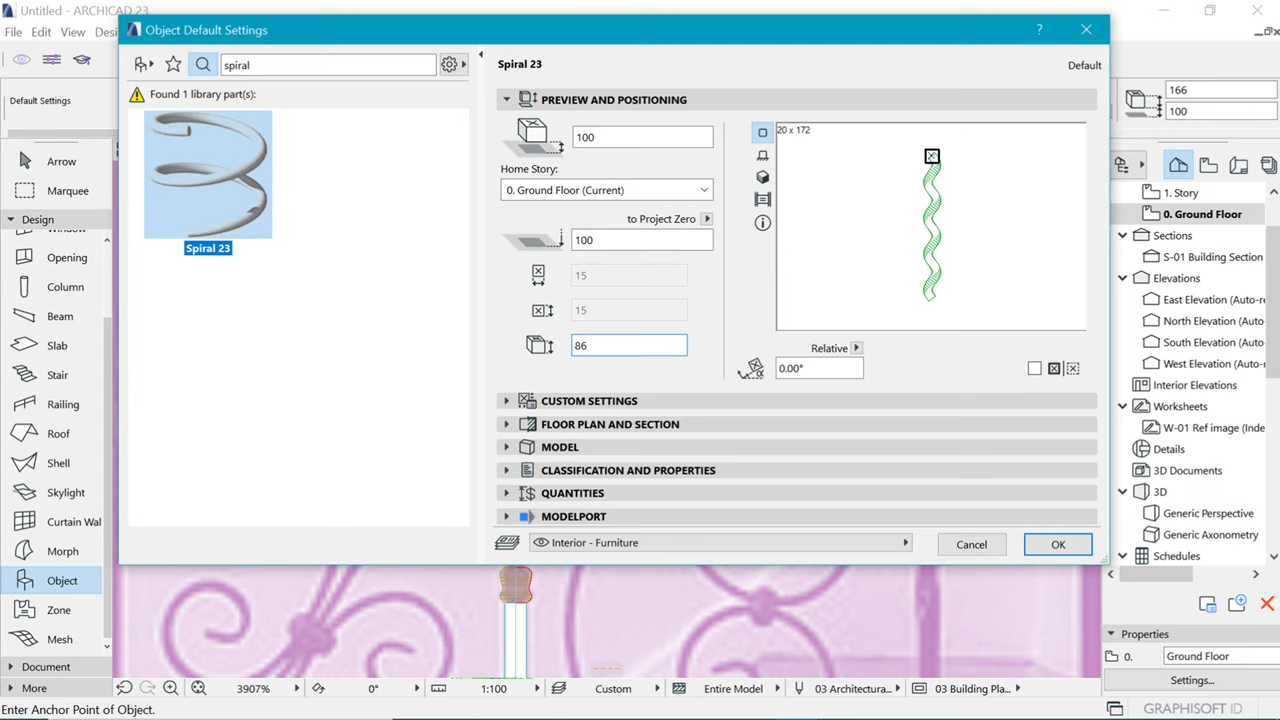 Untitled - ARCHICAD 23
File Edit View Desi
Default Settings
Arrow
Marquee
Design
Window
Opening
Column
Beam
Slab
Stair
Railing
Roof
Shell
Skylight
Curtain Wal
Morph
Object
Zone
Mesh
Document
More
Object Default Settings
?
spiral
Found 1 library part(s):
Spiral 23
Spiral 23
Default
PREVIEW AND POSITIONING
100
Home Story:
0. Ground Floor (Current)
to Project Zero
100
15
15
86
20 x 172
Relative
0.00°
CUSTOM SETTINGS
FLOOR PLAN AND SECTION
MODEL
CLASSIFICATION AND PROPERTIES
QUANTITIES
MODELPORT
Interior - Furniture
Cancel
OK
166
100
1. Story
0. Ground Floor
Sections
S-01 Building Section
Elevations
East Elevation (Auto-re
North Elevation (Auto-
South Elevation (Auto-
West Elevation (Auto-r
Interior Elevations
Worksheets
W-01 Ref image (Inde
Details
3D Documents
3D
Generic Perspective
Generic Axonometry
Schedules
Properties
0. Ground Floor
Settings...
3907%
0°
1:100
Custom
Entire Model
03 Architectura...
03 Building Pla...
Enter Anchor Point of Object.
GRAPHISOFT ID